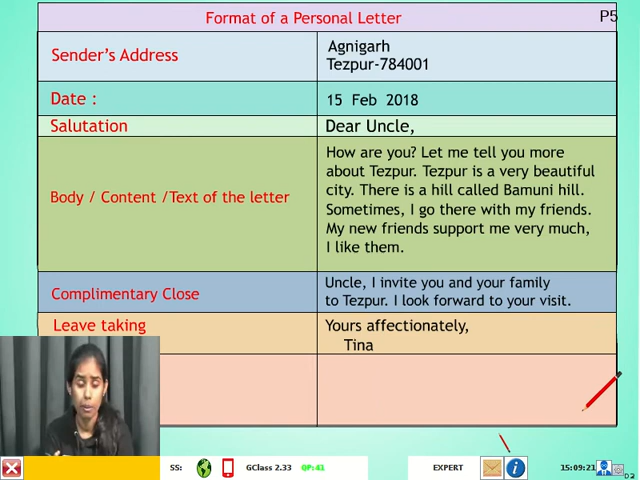 Format of a Personal Letter
P5
Sender's Address
Agnigarh
Tezpur-784001
Date :
15 Feb 2018
Salutation
Dear Uncle,
Body / Content /Text of the letter
How are you? Let me tell you more
about Tezpur. Tezpur is a very beautiful
city. There is a hill called Bamuni hill.
Sometimes, I go there with my friends.
My new friends support me very much,
I like them.
Complimentary Close
Uncle, I invite you and your family
to Tezpur. I look forward to your visit.
Leave taking
Yours affectionately,
Tina
SS:
GClass 2.33
QP:41
EXPERT
15:09:21